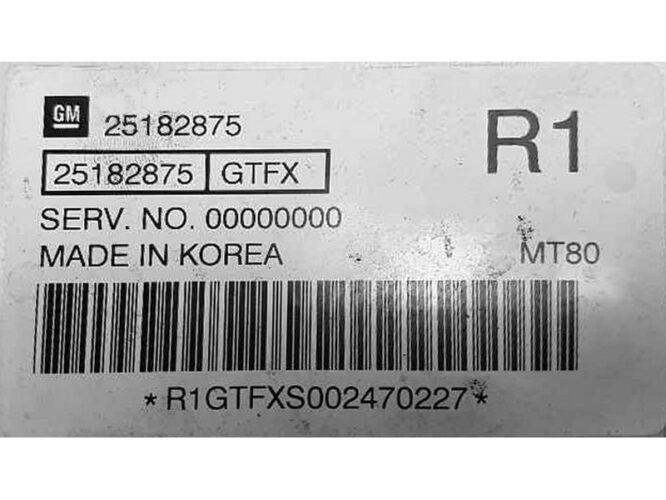 GM 25182875
R1
25182875 GTFX
SERV. NO. 00000000
MADE IN KOREA
MT80
*R1GTFXS002470227*